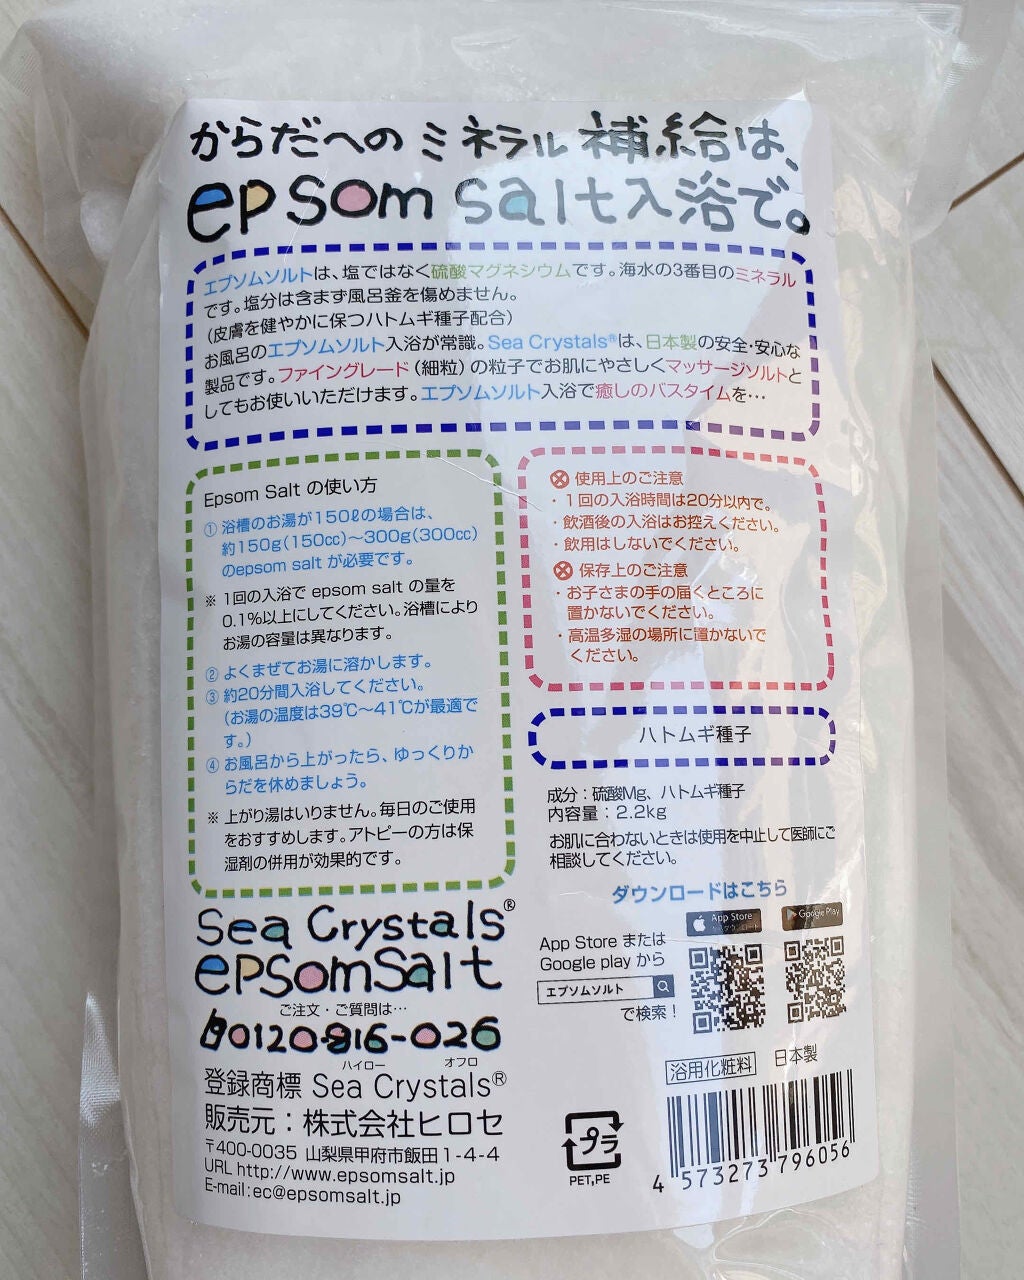 からだへのミネラル補給は、
epsom salt入浴で。
エプソムソルトは、塩ではなく硫酸マグネシウムです。海水の3番目のミネラル
です。塩分は含まず風呂釜を傷めません。
（皮膚を健やかに保つハトムギ種子配合）
お風呂のエプソムソルト入浴が常識。Sea Crystals®は、日本製の安全・安心な
製品です。ファイングレード（細粒）の粒子でお肌にやさしくマッサージソルトと
してもお使いいただけます。エプソムソルト入浴で癒しのバスタイムを…
Epsom Salt の使い方
① 浴槽のお湯が150ℓの場合は、
約150g(150cc)〜300g(300cc)
のepsom salt が必要です。
※ 1回の入浴で epsom salt の量を
0.1%以上にしてください。浴槽により
お湯の容量は異なります。
② よくまぜてお湯に溶かします。
③ 約20分間入浴してください。
（お湯の温度は39℃〜41℃が最適で
す。）
④ お風呂から上がったら、ゆっくりか
らだを休めましょう。
※ 上がり湯はいりません。毎日のご使用
をおすすめします。アトピーの方は保
湿剤の併用が効果的です。
使用上のご注意
・1回の入浴時間は20分以内で。
・飲酒後の入浴はお控えください。
・飲用はしないでください。
保存上のご注意
・お子さまの手の届くところに
置かないでください。
・高温多湿の場所に置かないで
ください。
ハトムギ種子
成分：硫酸Mg、ハトムギ種子
内容量：2.2kg
お肌に合わないときは使用を中止して医師にご
相談してください。
ダウンロードはこちら
App Store
からダウンロード
Google Play
App Store または
Google play から
エプソムソルト
で検索！
Sea Crystals®
epsomSalt
ご注文・ご質問は…
0120-816-026
ハイロー オフロ
登録商標 Sea Crystals®
販売元：株式会社ヒロセ
〒400-0035 山梨県甲府市飯田1-4-4
URL http://www.epsomsalt.jp
E-mail:ec@epsomsalt.jp
浴用化粧料 日本製
プラ
PET,PE
4 573273 796056